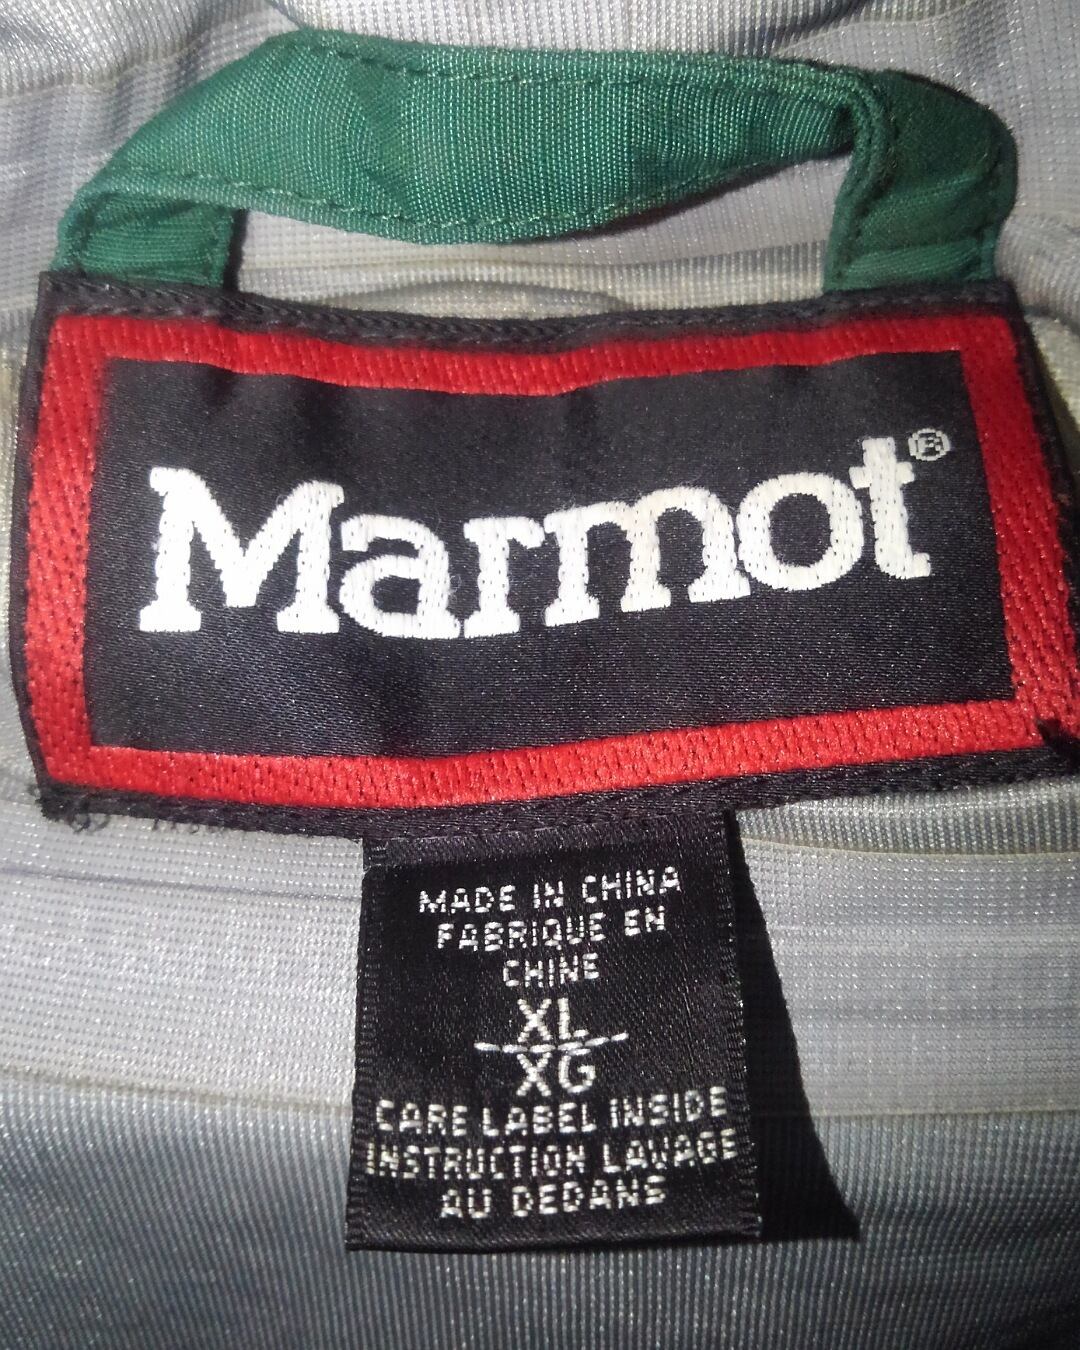 Marmot®
MADE IN CHINA
FABRIQUE EN
CHINE
XL
XG
CARE LABEL INSIDE
INSTRUCTION LAVAGE
AU DEDANS